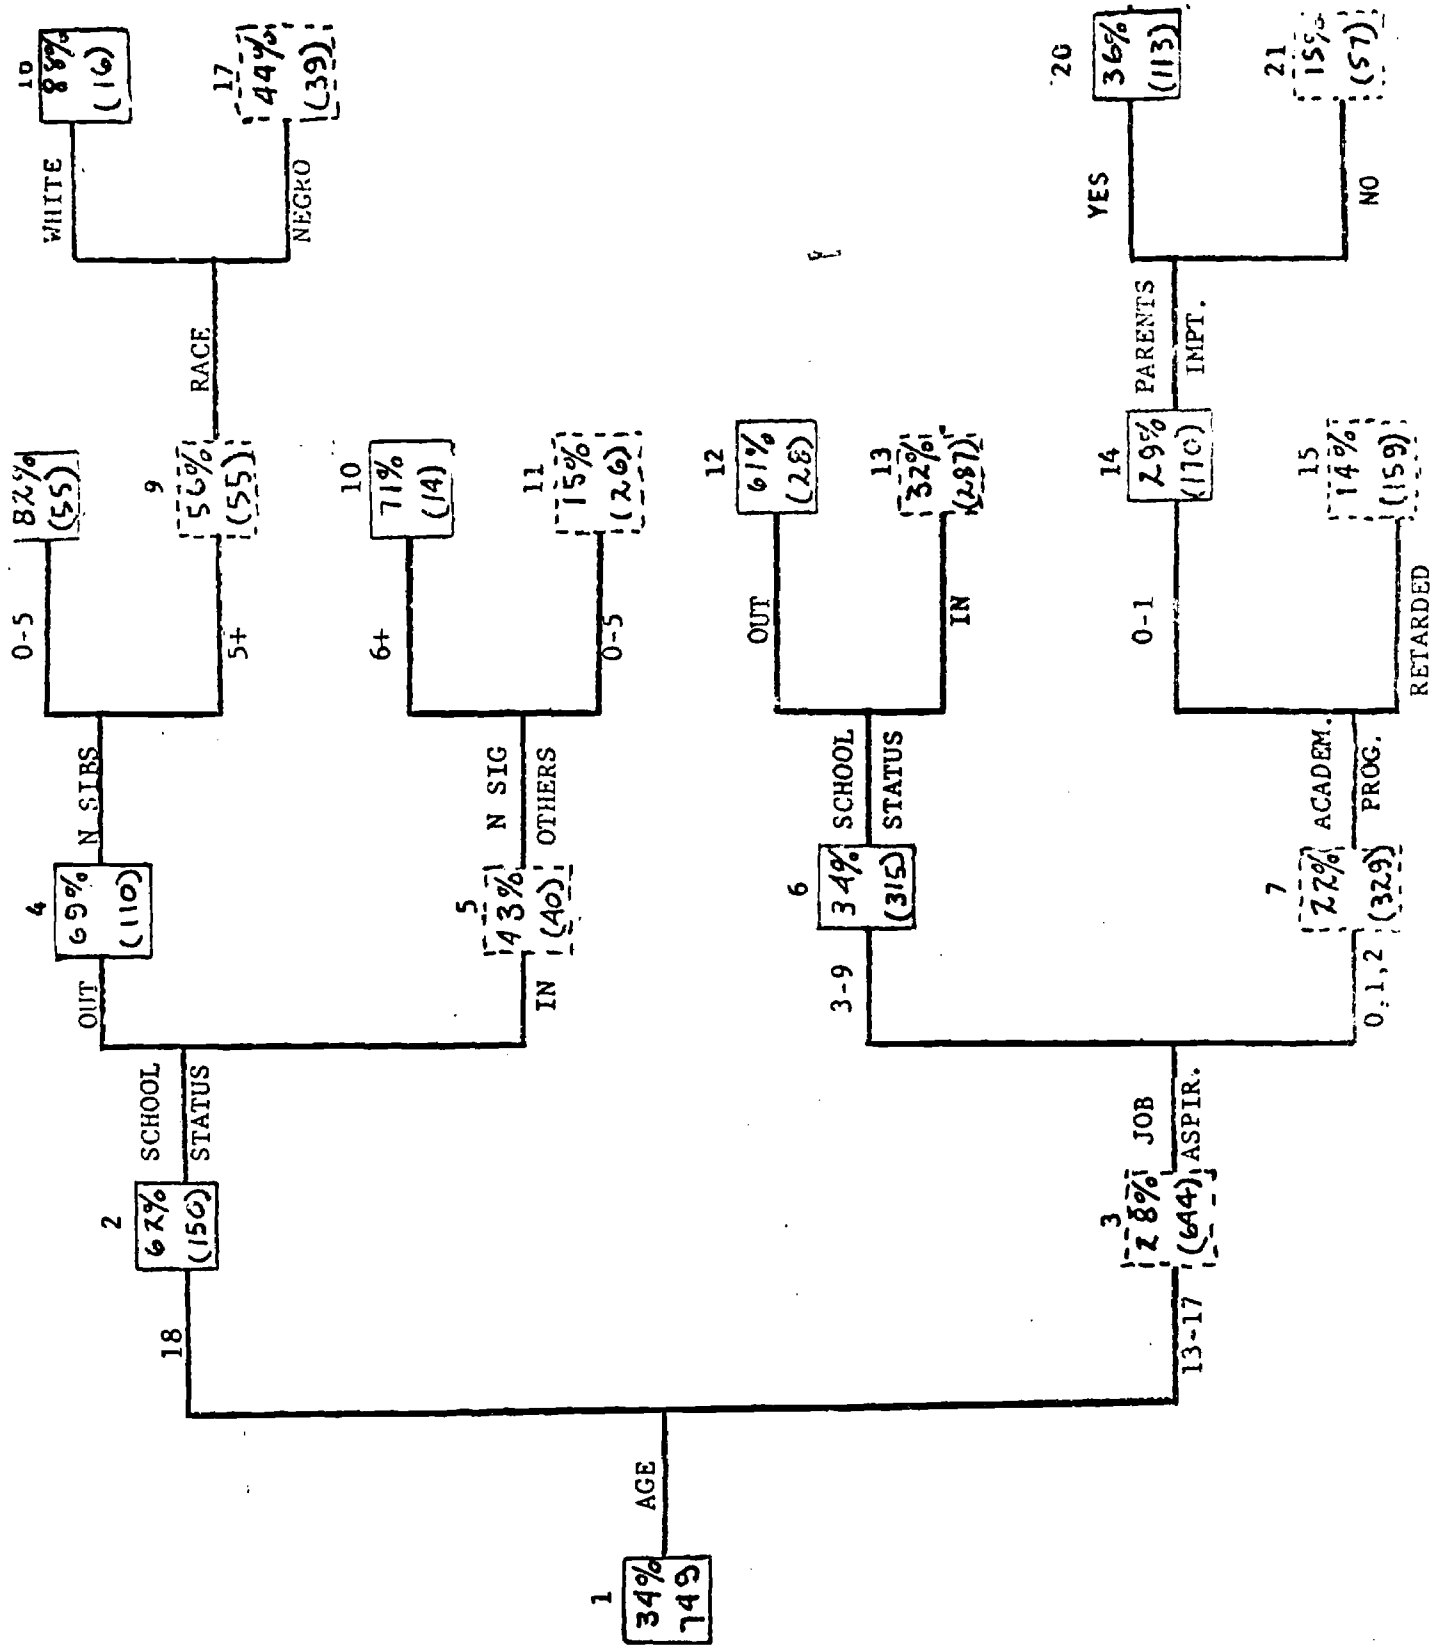 1
34%
749
AGE
18
2
62%
(150)
SCHOOL
STATUS
OUT
4
69%
(110)
N SIBS
0-5
82%
(55)
5+
9
56%
(55)
RACE
WHITE
88%
(16)
NEGRO
17
44%
(39)
IN
5
43%
(40)
N SIG
OTHERS
6+
10
71%
(14)
0-5
11
15%
(26)
13-17
3
28%
(644)
JOB
ASPIR.
3-9
6
34%
(315)
SCHOOL
STATUS
OUT
12
61%
(28)
IN
13
32%
(287)
0,1,2
7
22%
(329)
ACADEM.
PROG.
0-1
14
29%
(170)
PARENTS
IMPT.
YES
20
36%
(113)
NO
21
15%
(57)
RETARDED
15
14%
(159)